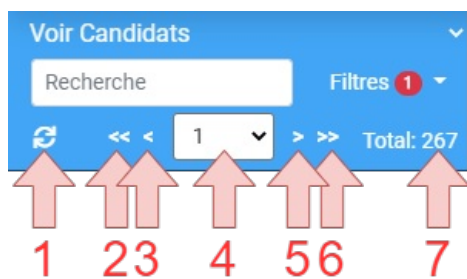 Voir Candidats
Recherche Filtres 1
<< < 1 > >> Total: 267
1 2 3 4 5 6 7